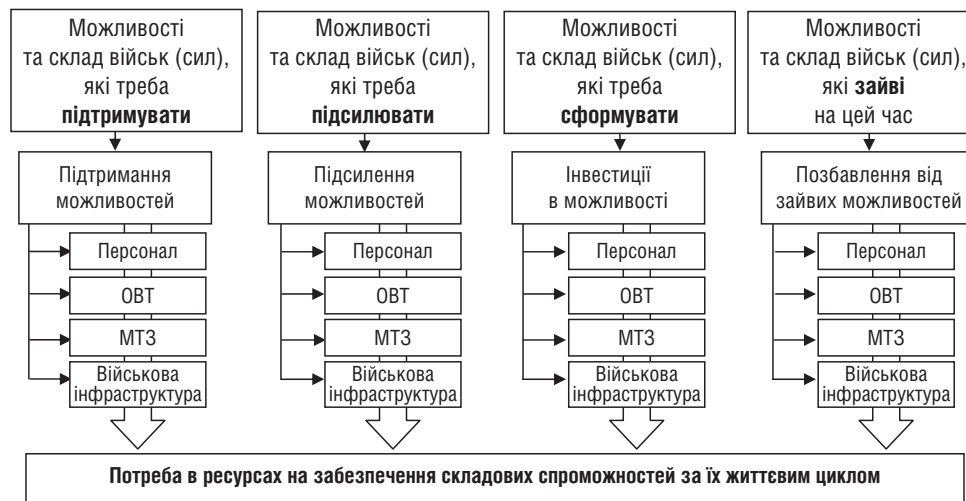 Можливості
та склад військ (сил),
які треба
підтримувати
Підтримання
можливостей
Персонал
ОВТ
МТЗ
Військова
інфраструктура
Можливості
та склад військ (сил),
які треба
підсилювати
Підсилення
можливостей
Персонал
ОВТ
МТЗ
Військова
інфраструктура
Можливості
та склад військ (сил),
які треба
сформувати
Інвестиції
в можливості
Персонал
ОВТ
МТЗ
Військова
інфраструктура
Можливості
та склад військ (сил),
які зайві
на цей час
Позбавлення від
зайвих можливостей
Персонал
ОВТ
МТЗ
Військова
інфраструктура
Потреба в ресурсах на забезпечення складових спроможностей за їх життєвим циклом